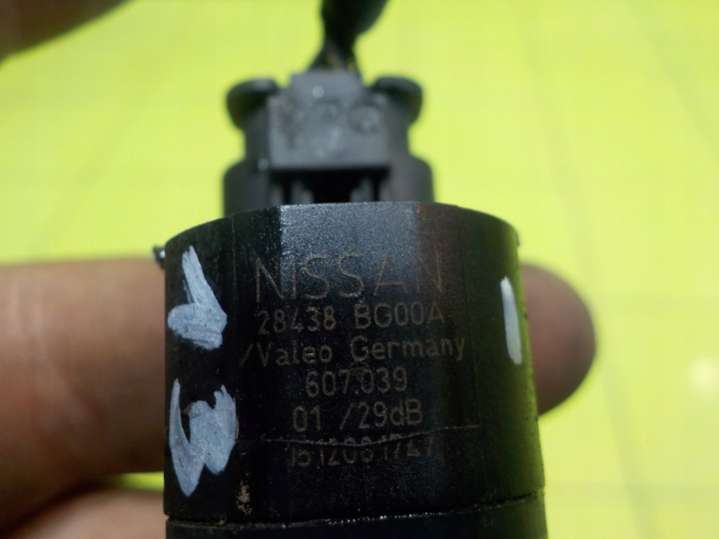 NISSAN
28438 BG00A
/Valeo Germany
607.039
01 /29dB